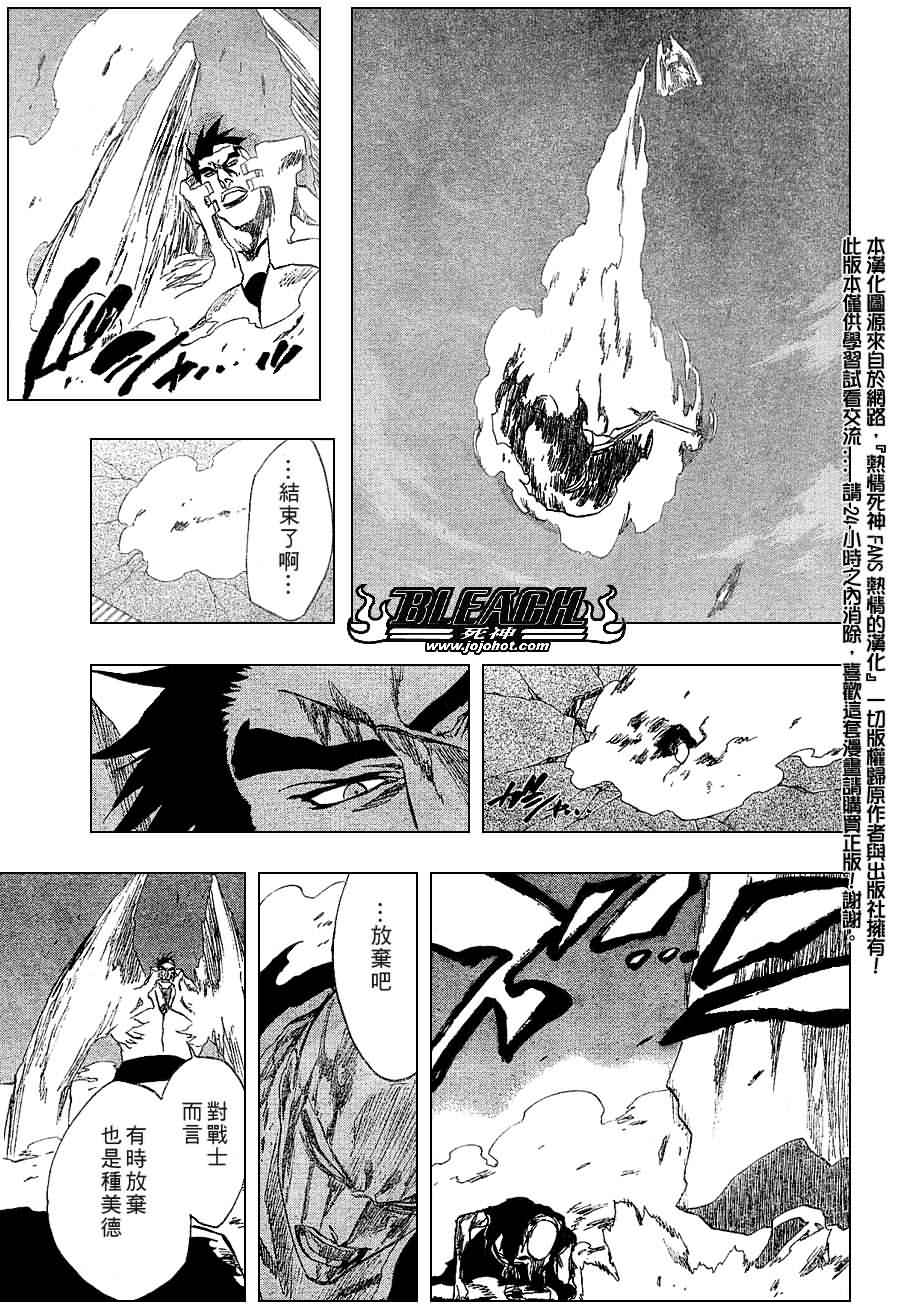 …結束了啊…
BLEACH
死神
www.jojohot.com
…放棄吧
對戰士
而言
有時放棄
也是種美德
本漢化圖源來自於網路，『熱情死神 FANS 熱情的漢化』一切版權歸原作者與出版社擁有！
此版本僅供學習試看交流……請24小時之內消除，喜歡這套漫畫請購買正版！謝謝。